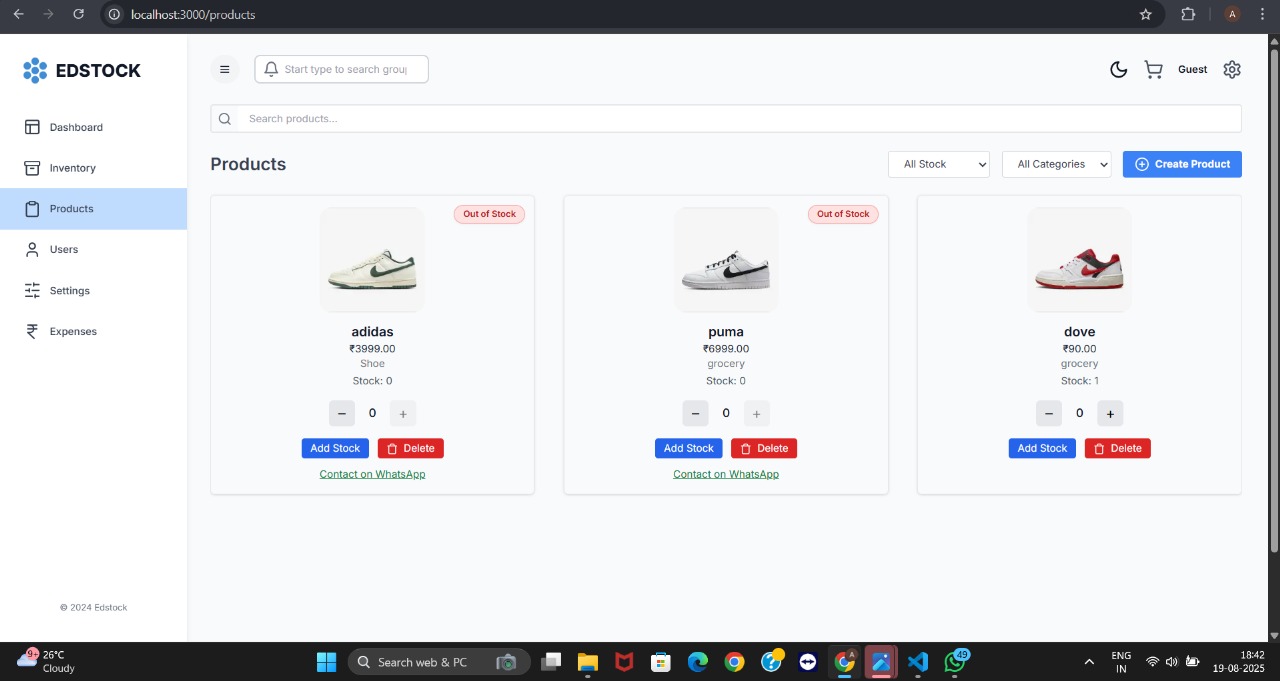 localhost:3000/products
A
EDSTOCK
Start type to search grou
Guest
Search products...
Dashboard
Inventory
Products
Users
Settings
Expenses
Products
All Stock
All Categories
Create Product
Out of Stock
adidas
₹3999.00
Shoe
Stock: 0
− 0 +
Add Stock
Delete
Contact on WhatsApp
Out of Stock
puma
₹6999.00
grocery
Stock: 0
− 0 +
Add Stock
Delete
Contact on WhatsApp
dove
₹90.00
grocery
Stock: 1
− 0 +
Add Stock
Delete
© 2024 Edstock
9+
26°C
Cloudy
Search web & PC
A
49
ENG
IN
18:42
19-08-2025